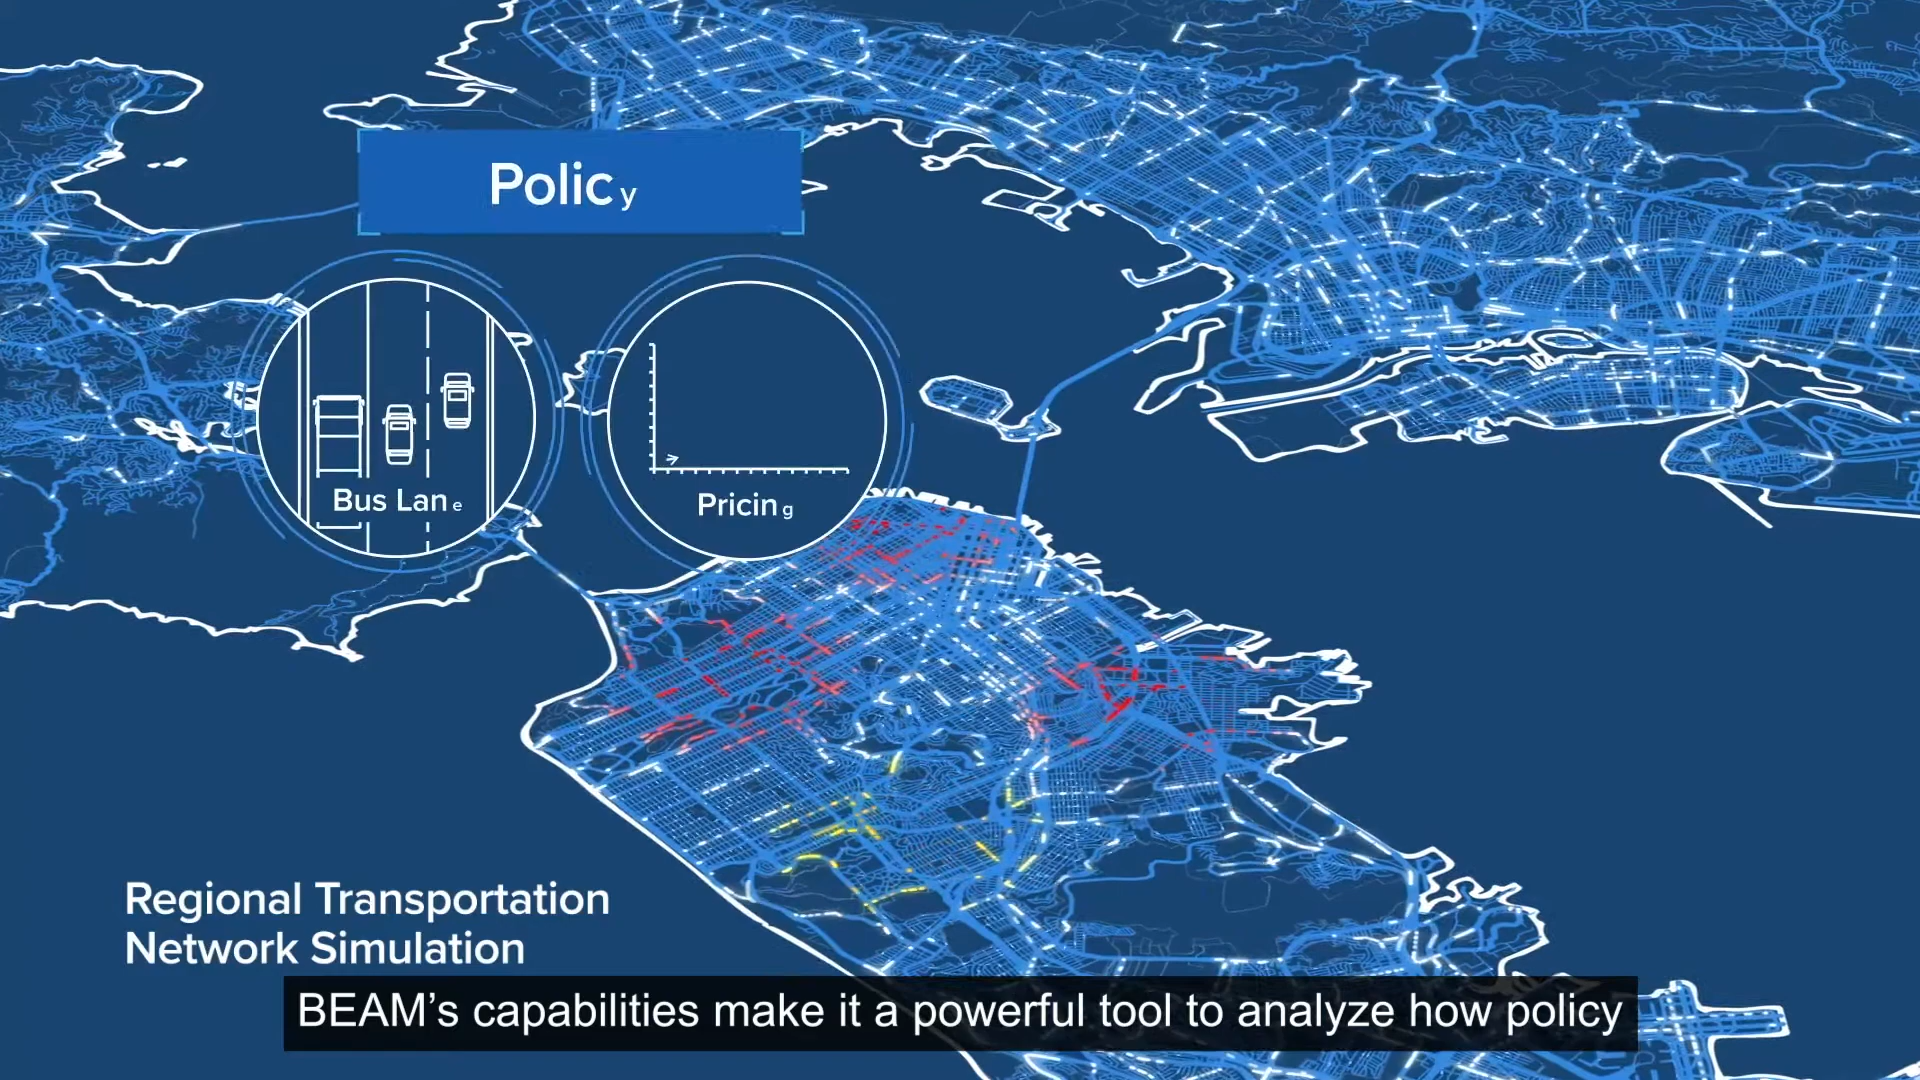 Policy
Bus Lane
Pricing
Regional Transportation
Network Simulation
BEAM’s capabilities make it a powerful tool to analyze how policy